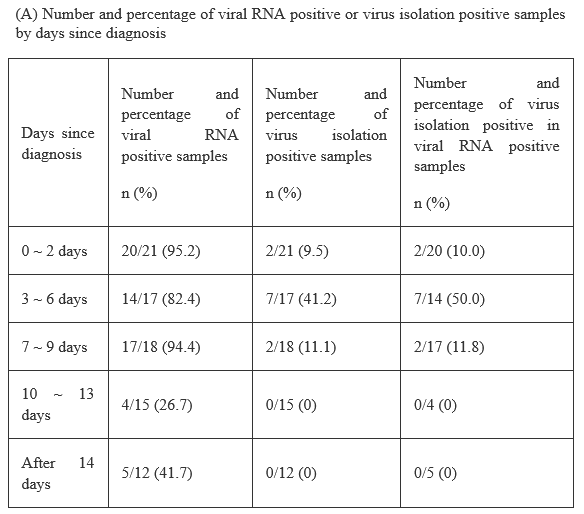 (A) Number and percentage of viral RNA positive or virus isolation positive samples
by days since diagnosis
Days since
diagnosis
Number and
percentage of
viral RNA
positive samples
n (%)
Number and
percentage of
virus isolation
positive samples
n (%)
Number and
percentage of virus
isolation positive in
viral RNA positive
samples
n (%)
0 ~ 2 days 20/21 (95.2) 2/21 (9.5) 2/20 (10.0)
3 ~ 6 days 14/17 (82.4) 7/17 (41.2) 7/14 (50.0)
7 ~ 9 days 17/18 (94.4) 2/18 (11.1) 2/17 (11.8)
10 ~ 13
days
4/15 (26.7) 0/15 (0) 0/4 (0)
After 14
days
5/12 (41.7) 0/12 (0) 0/5 (0)